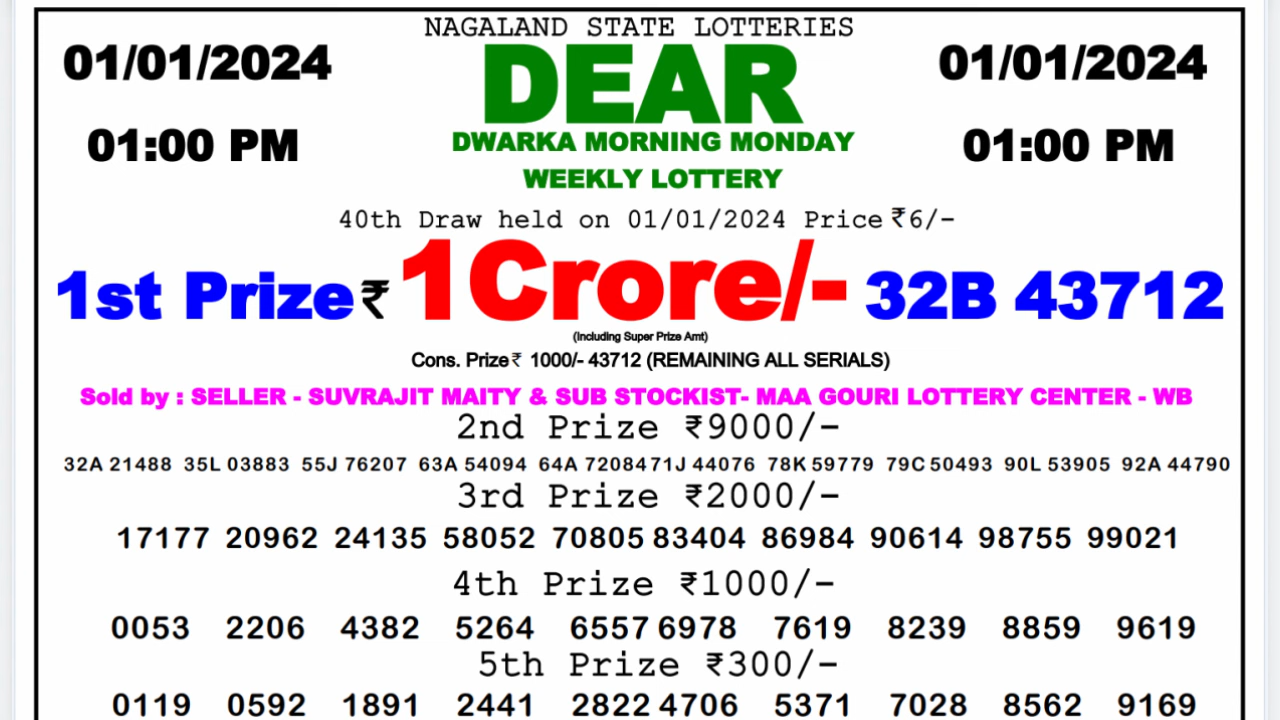 NAGALAND STATE LOTTERIES
01/01/2024 DEAR 01/01/2024
01:00 PM DWARKA MORNING MONDAY 01:00 PM
WEEKLY LOTTERY
40th Draw held on 01/01/2024 Price ₹6/-
1st Prize ₹ 1Crore/- 32B 43712
(Including Super Prize Amt)
Cons. Prize ₹ 1000/- 43712 (REMAINING ALL SERIALS)
Sold by : SELLER - SUVRAJIT MAITY & SUB STOCKIST- MAA GOURI LOTTERY CENTER - WB
2nd Prize ₹9000/-
32A 21488 35L 03883 55J 76207 63A 54094 64A 72084 71J 44076 78K 59779 79C 50493 90L 53905 92A 44790
3rd Prize ₹2000/-
17177 20962 24135 58052 70805 83404 86984 90614 98755 99021
4th Prize ₹1000/-
0053 2206 4382 5264 6557 6978 7619 8239 8859 9619
5th Prize ₹300/-
0119 0592 1891 2441 2822 4706 5371 7028 8562 9169